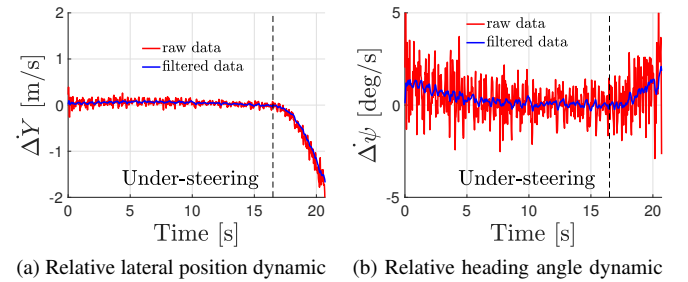 2
1
0
-1
-2
ΔẎ [m/s]
raw data
filtered data
Under-steering
0 5 10 15 20
Time [s]
(a) Relative lateral position dynamic
5
0
-5
Δψ̇ [deg/s]
raw data
filtered data
Under-steering
0 5 10 15 20
Time [s]
(b) Relative heading angle dynamic